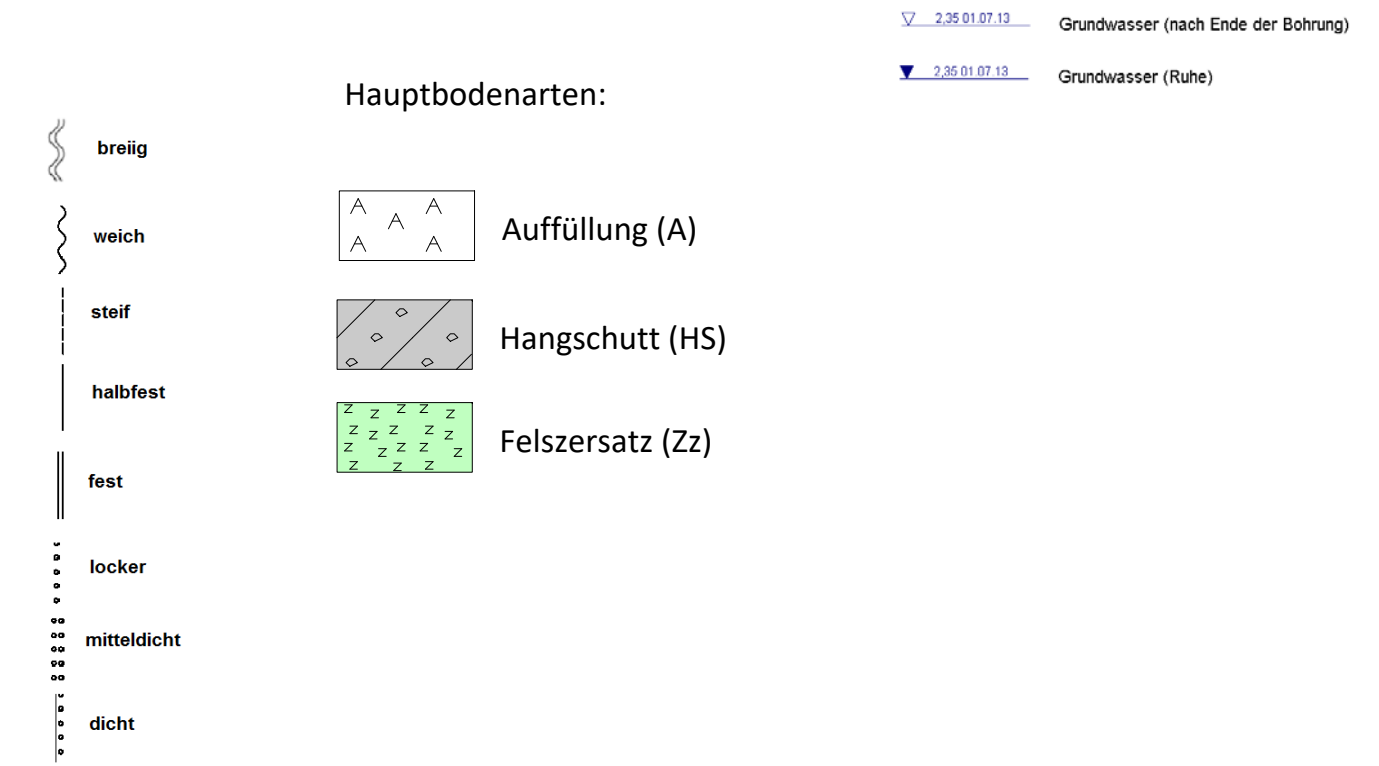 2,35 01.07.13 Grundwasser (nach Ende der Bohrung)
2,35 01.07.13 Grundwasser (Ruhe)
Hauptbodenarten:
breiig
weich
steif
halbfest
fest
locker
mitteldicht
dicht
A A A A A
Auffüllung (A)
Hangschutt (HS)
z z z z z
z z z z z
z z z z z
z z z
Felszersatz (Zz)